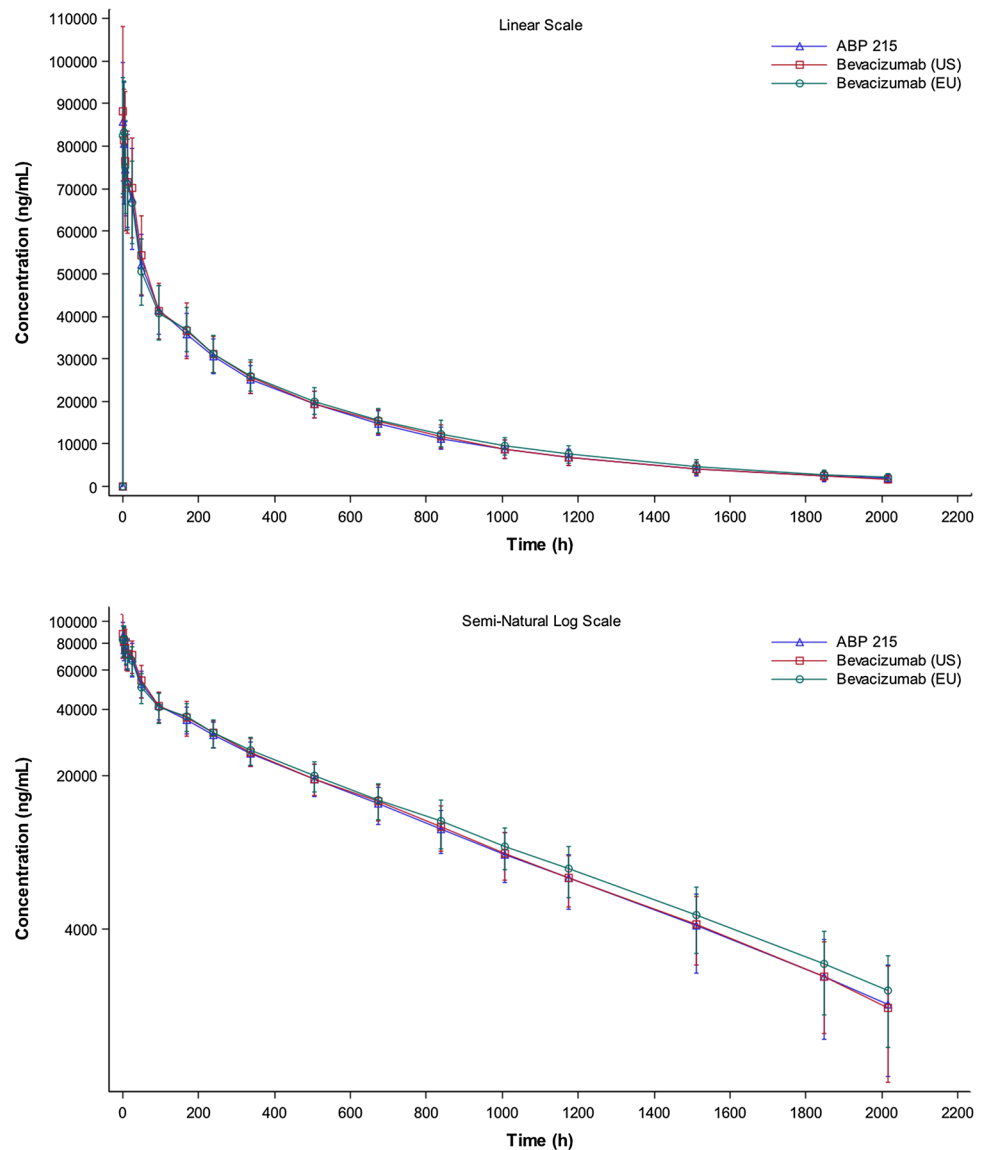 Linear Scale
ABP 215
Bevacizumab (US)
Bevacizumab (EU)
Concentration (ng/mL)
110000
100000
90000
80000
70000
60000
50000
40000
30000
20000
10000
0
0 200 400 600 800 1000 1200 1400 1600 1800 2000 2200
Time (h)
Semi-Natural Log Scale
ABP 215
Bevacizumab (US)
Bevacizumab (EU)
Concentration (ng/mL)
100000
80000
60000
40000
20000
4000
0 200 400 600 800 1000 1200 1400 1600 1800 2000 2200
Time (h)